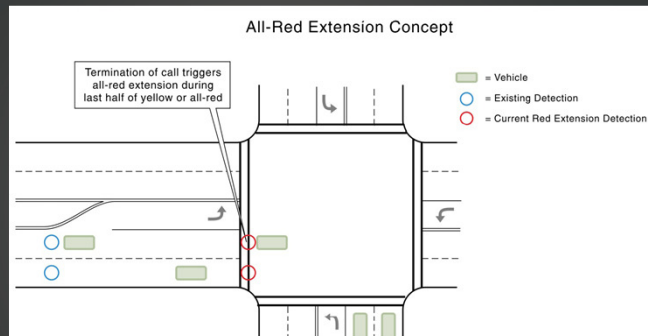 All-Red Extension Concept
Termination of call triggers
all-red extension during
last half of yellow or all-red
= Vehicle
= Existing Detection
= Current Red Extension Detection